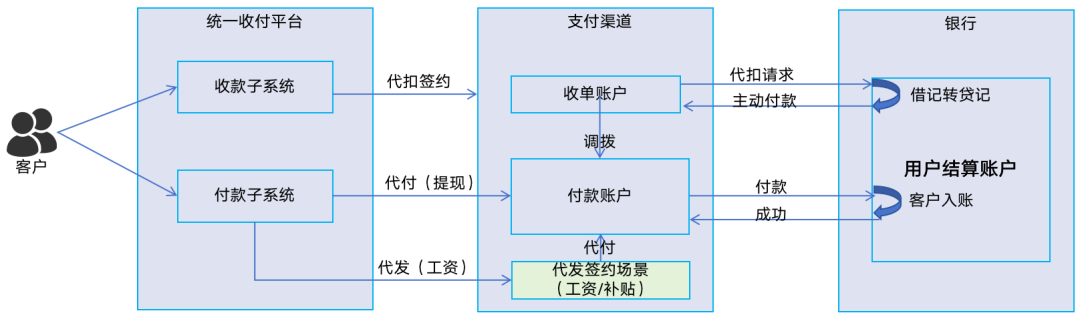 统一收付平台
支付渠道
银行
收款子系统
代扣签约
收单账户
代扣请求
主动付款
借记转贷记
客户
调拨
用户结算账户
付款子系统
代付（提现）
付款账户
付款
成功
客户入账
代付
代发（工资）
代发签约场景
（工资/补贴）